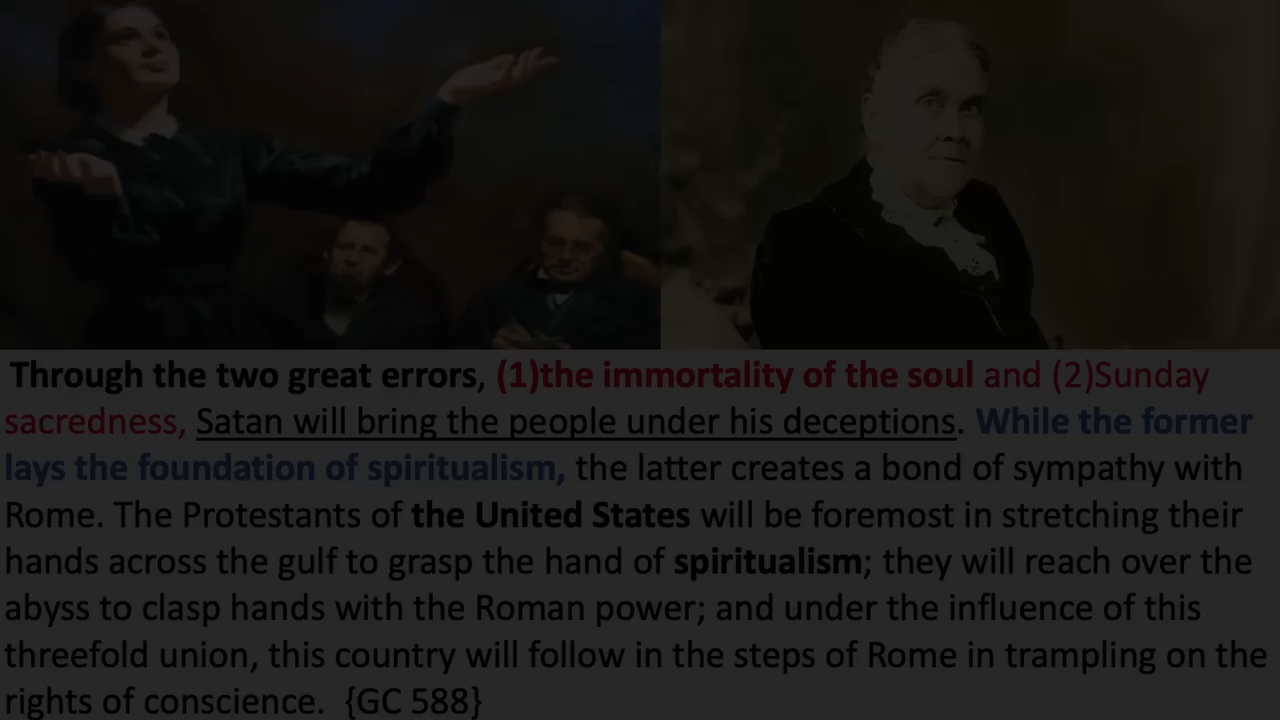 Through the two great errors, (1)the immortality of the soul and (2)Sunday
sacredness, Satan will bring the people under his deceptions. While the former
lays the foundation of spiritualism, the latter creates a bond of sympathy with
Rome. The Protestants of the United States will be foremost in stretching their
hands across the gulf to grasp the hand of spiritualism; they will reach over the
abyss to clasp hands with the Roman power; and under the influence of this
threefold union, this country will follow in the steps of Rome in trampling on the
rights of conscience. {GC 588}